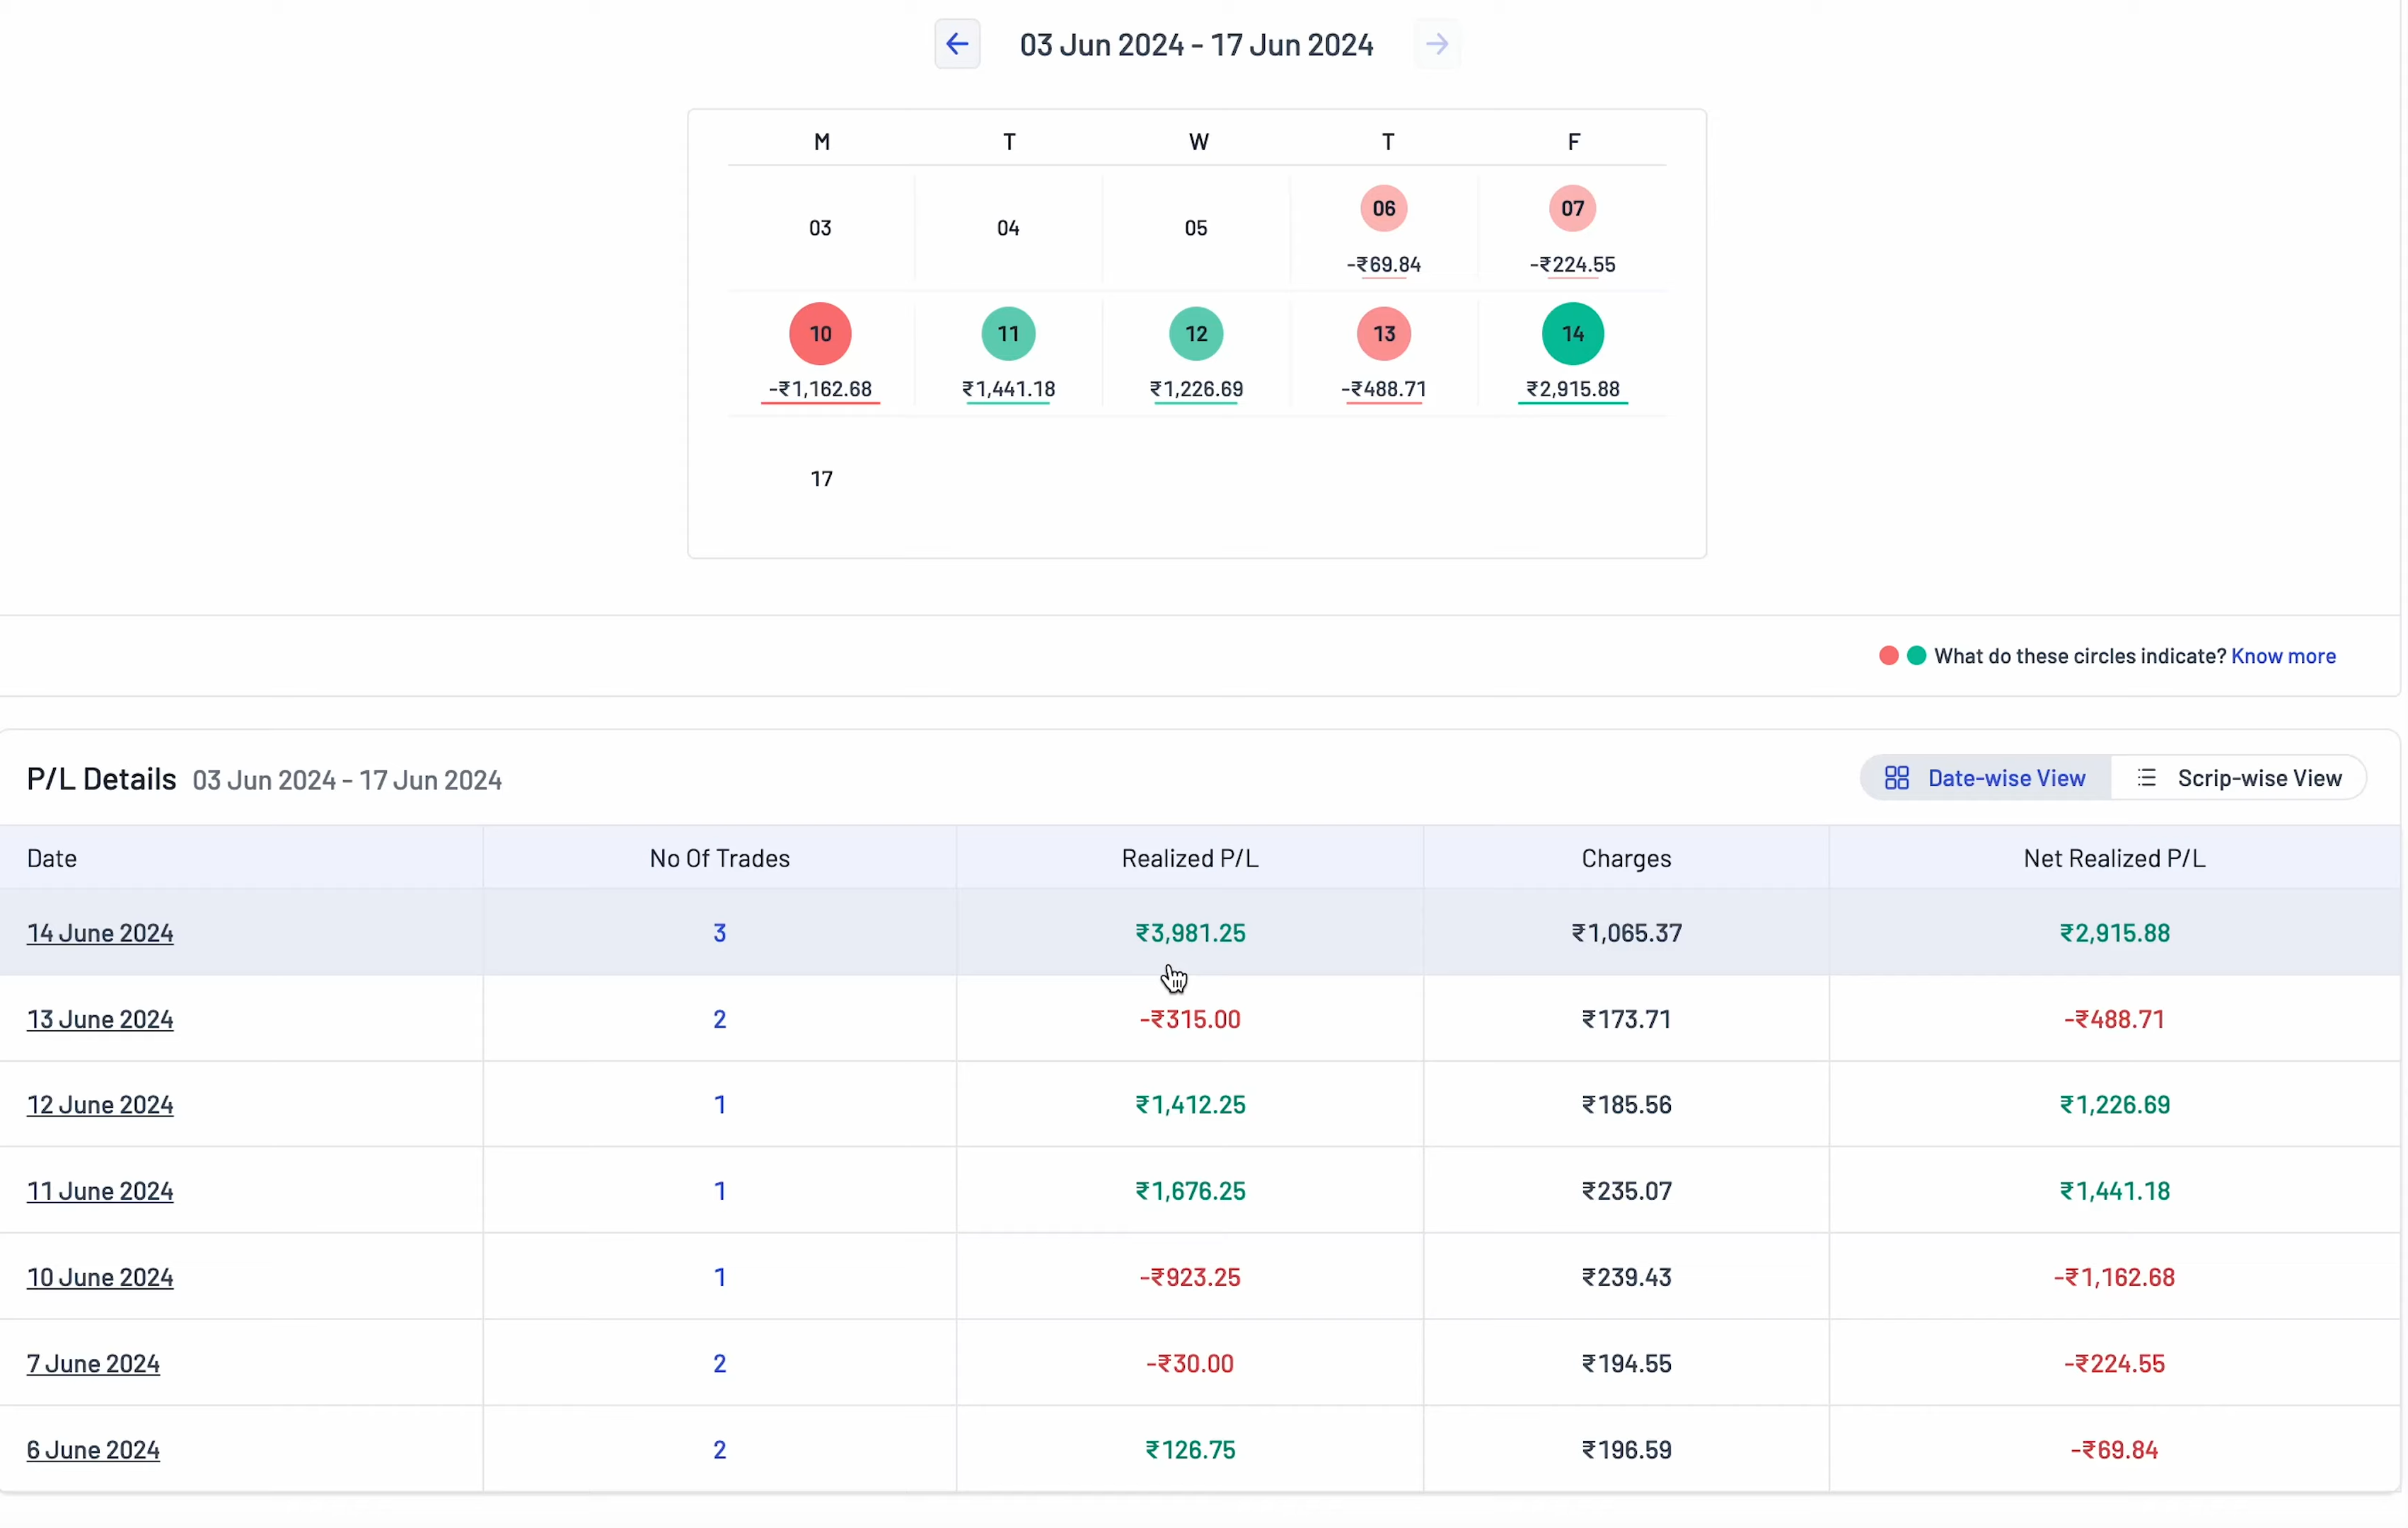 03 Jun 2024 - 17 Jun 2024
M T W T F
03 04 05 06 07
-₹69.84 -₹224.55
10 11 12 13 14
-₹1,162.68 ₹1,441.18 ₹1,226.69 -₹488.71 ₹2,915.88
17
What do these circles indicate? Know more
P/L Details 03 Jun 2024 - 17 Jun 2024 Date-wise View Scrip-wise View
Date No Of Trades Realized P/L Charges Net Realized P/L
14 June 2024 3 ₹3,981.25 ₹1,065.37 ₹2,915.88
13 June 2024 2 -₹315.00 ₹173.71 -₹488.71
12 June 2024 1 ₹1,412.25 ₹185.56 ₹1,226.69
11 June 2024 1 ₹1,676.25 ₹235.07 ₹1,441.18
10 June 2024 1 -₹923.25 ₹239.43 -₹1,162.68
7 June 2024 2 -₹30.00 ₹194.55 -₹224.55
6 June 2024 2 ₹126.75 ₹196.59 -₹69.84